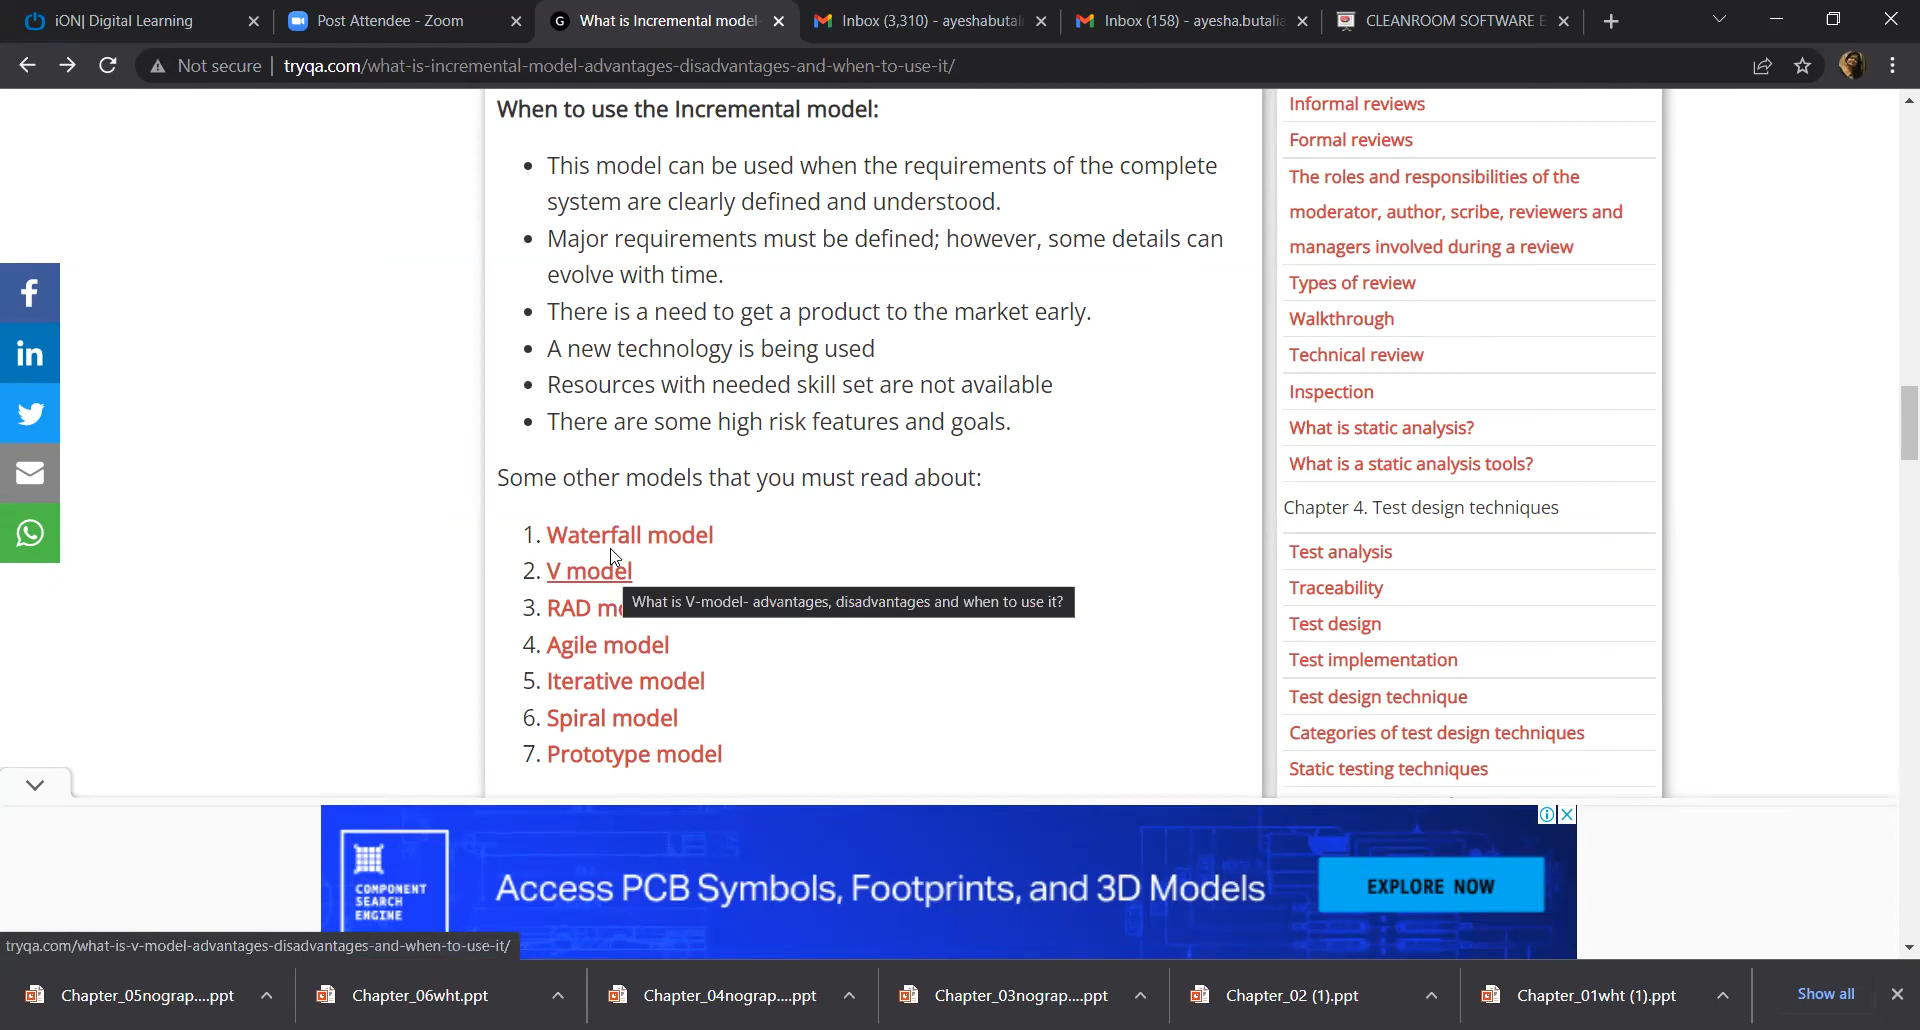 iON| Digital Learning
Post Attendee - Zoom
What is Incremental model-
Inbox (3,310) - ayeshabutal
Inbox (158) - ayesha.butalia
CLEANROOM SOFTWARE E
Not secure
tryqa.com/what-is-incremental-model-advantages-disadvantages-and-when-to-use-it/
When to use the Incremental model:
• This model can be used when the requirements of the complete
system are clearly defined and understood.
• Major requirements must be defined; however, some details can
evolve with time.
• There is a need to get a product to the market early.
• A new technology is being used
• Resources with needed skill set are not available
• There are some high risk features and goals.
Some other models that you must read about:
1. Waterfall model
2. V model
What is V-model- advantages, disadvantages and when to use it?
3. RAD mo
4. Agile model
5. Iterative model
6. Spiral model
7. Prototype model
Informal reviews
Formal reviews
The roles and responsibilities of the
moderator, author, scribe, reviewers and
managers involved during a review
Types of review
Walkthrough
Technical review
Inspection
What is static analysis?
What is a static analysis tools?
Chapter 4. Test design techniques
Test analysis
Traceability
Test design
Test implementation
Test design technique
Categories of test design techniques
Static testing techniques
COMPONENT
SEARCH
ENGINE
Access PCB Symbols, Footprints, and 3D Models
EXPLORE NOW
tryqa.com/what-is-v-model-advantages-disadvantages-and-when-to-use-it/
Chapter_05nograp....ppt
Chapter_06wht.ppt
Chapter_04nograp....ppt
Chapter_03nograp....ppt
Chapter_02 (1).ppt
Chapter_01wht (1).ppt
Show all